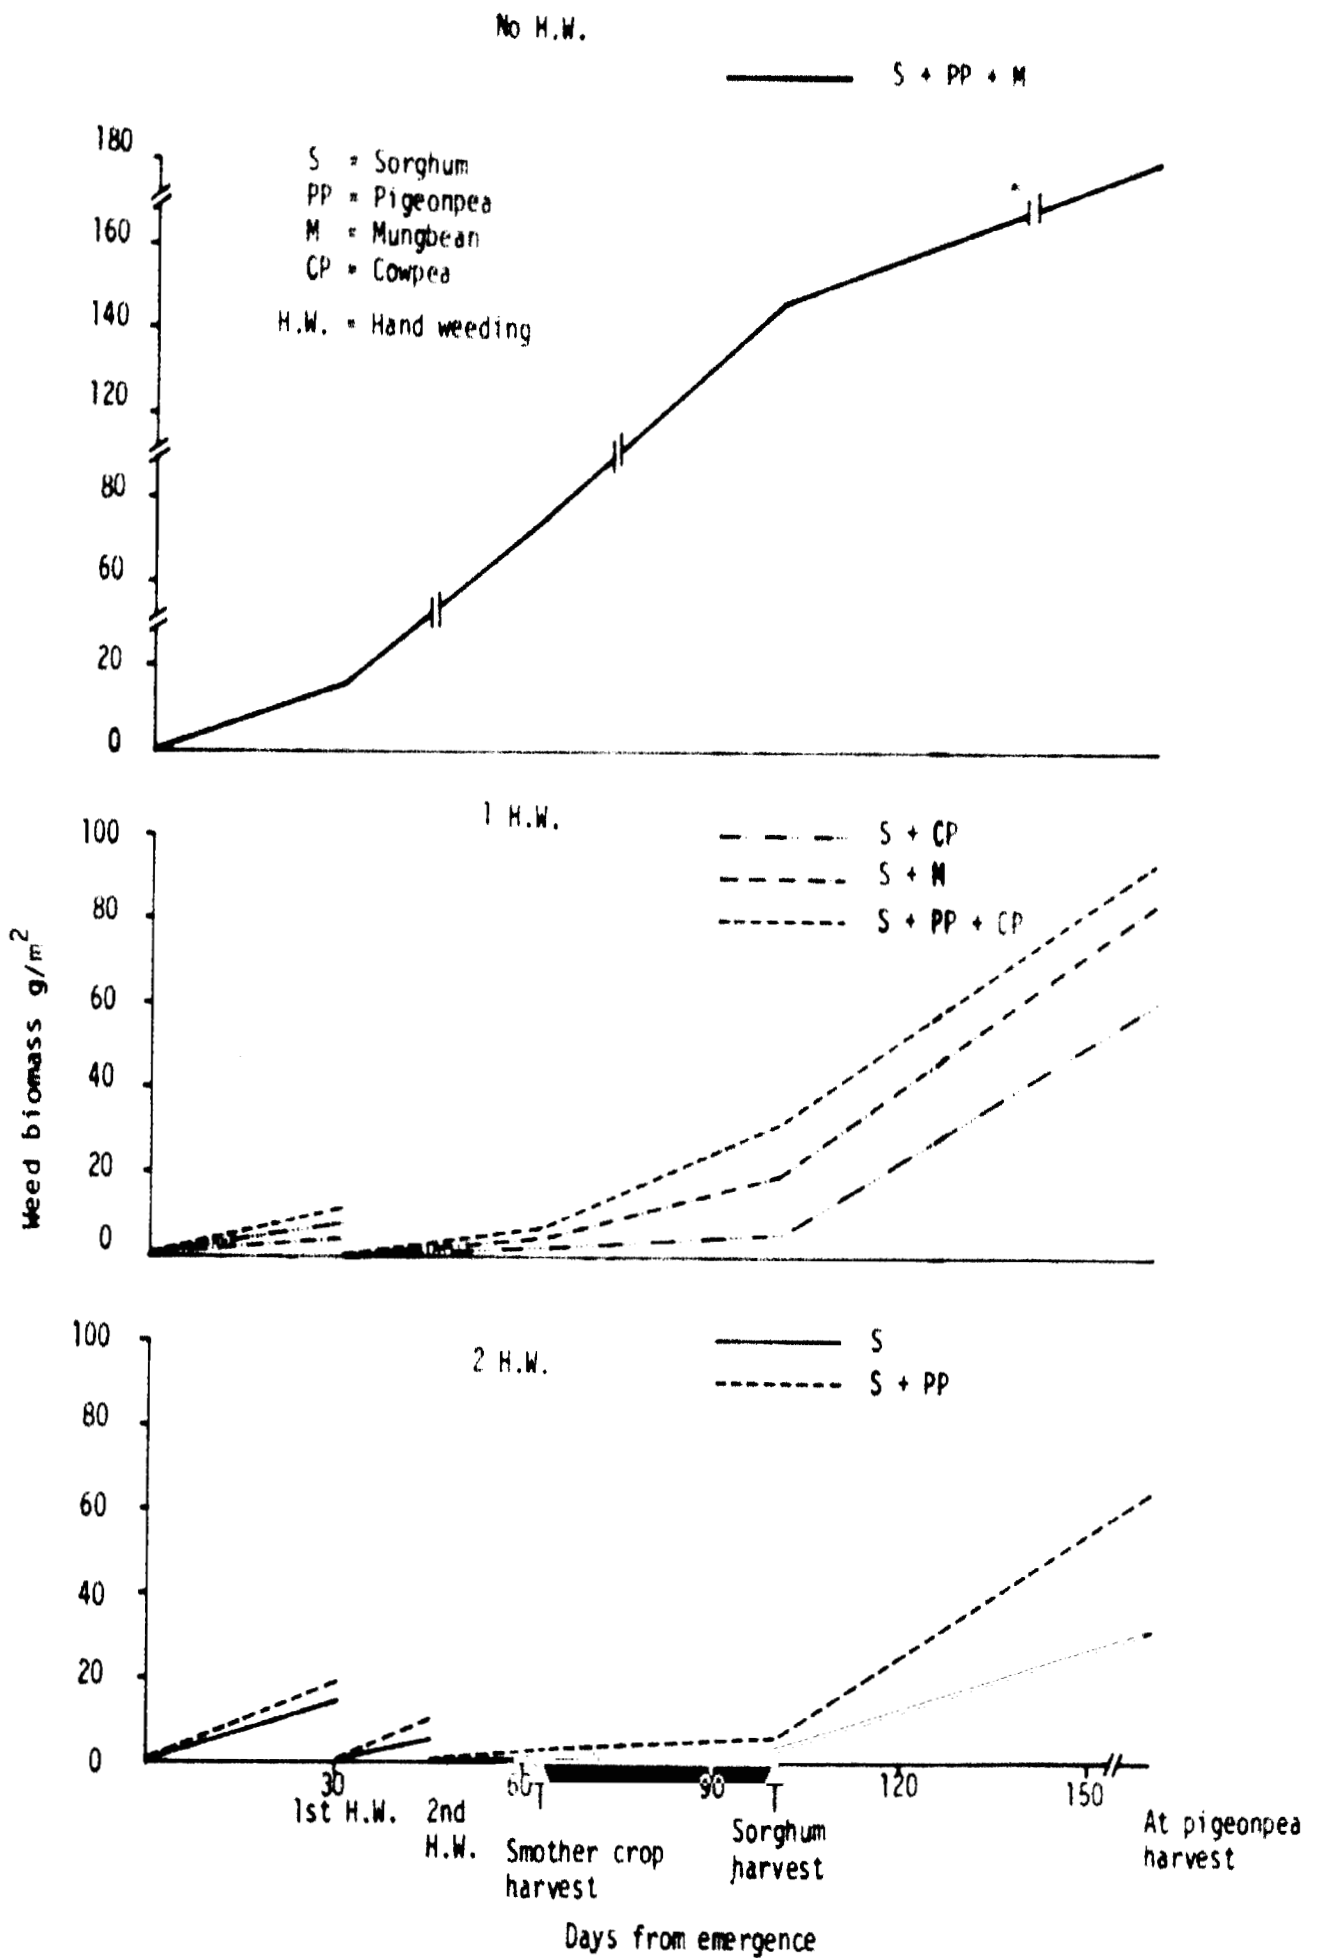 No H.W.
S + PP + M
180
160
140
120
80
60
20
0
S = Sorghum
PP = Pigeonpea
M = Mungbean
CP = Cowpea
H.W. = Hand weeding
1 H.W.
S + CP
S + M
S + PP + CP
100
80
60
40
20
0
Weed biomass g/m²
2 H.W.
S
S + PP
100
80
60
40
20
0
30 60 90 120 150
1st H.W.
2nd
H.W.
T
Smother crop
harvest
T
Sorghum
harvest
At pigeonpea
harvest
Days from emergence